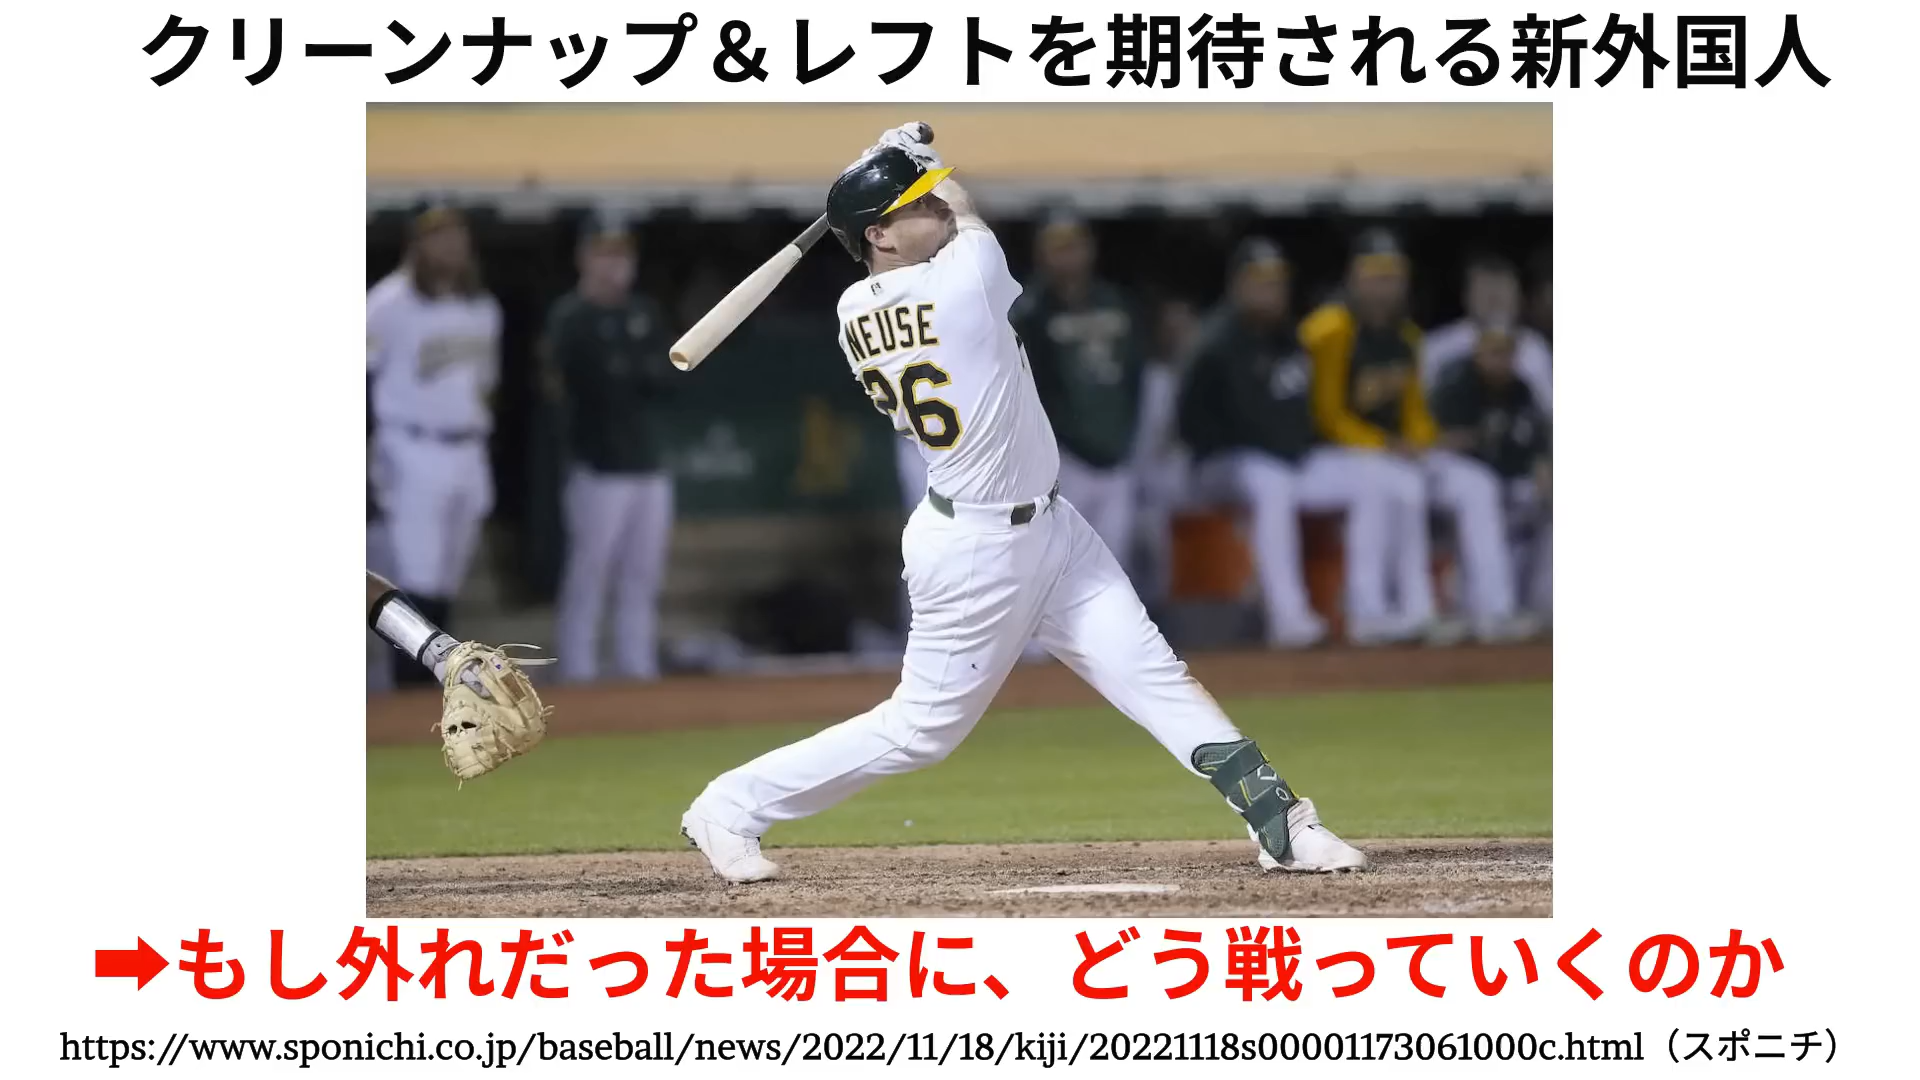 クリーンナップ＆レフトを期待される新外国人
NEUSE
26
➡もし外れだった場合に、どう戦っていくのか
https://www.sponichi.co.jp/baseball/news/2022/11/18/kiji/20221118s00001173061000c.html（スポニチ）